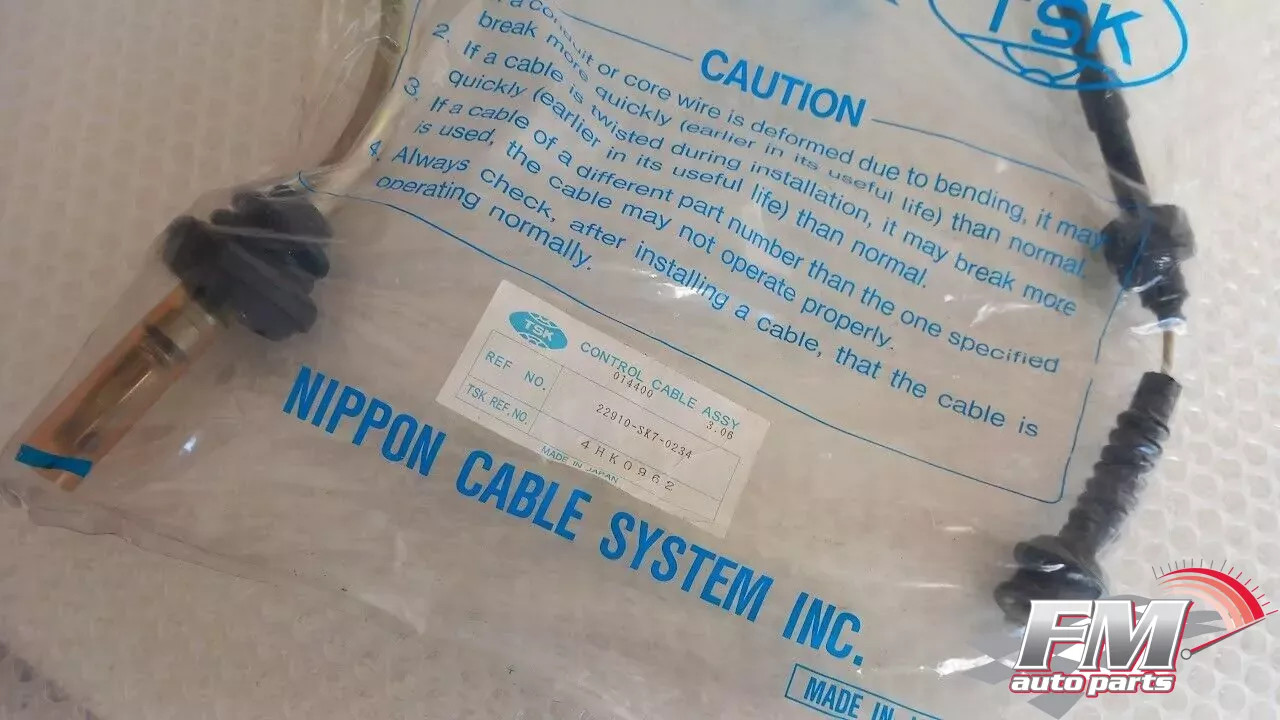 TSK
CAUTION
a conduit or core wire is deformed due to bending, it may
break more quickly (earlier in its useful life) than normal.
2. If a cable is twisted during installation, it may break more
quickly (earlier in its useful life) than normal.
3. If a cable of a different part number than the one specified
is used, the cable may not operate properly.
4. Always check, after installing a cable, that the cable is
operating normally.
TSK
CONTROL CABLE ASSY
014400 3.06
REF NO. 22910-SK7-0234
TSK REF.NO. 4HK0962
MADE IN JAPAN
NIPPON CABLE SYSTEM INC.
MADE IN
FM
auto parts